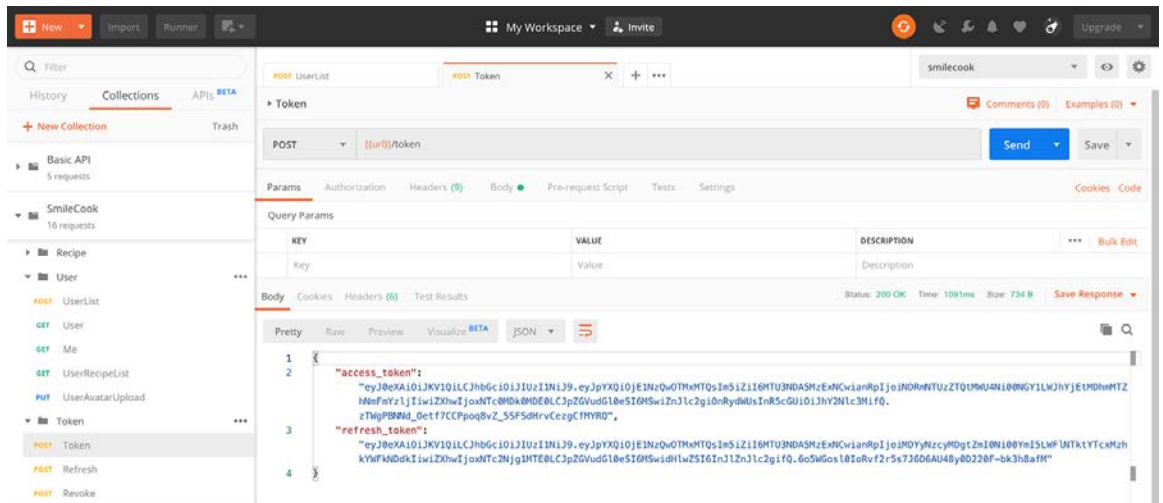 New Import Runner My Workspace Invite Upgrade
Filter
History Collections APIs BETA
+ New Collection Trash
Basic API
5 requests
SmileCook
16 requests
Recipe
User
POST UserList
GET User
GET Me
GET UserRecipeList
PUT UserAvatarUpload
Token
POST Token
POST Refresh
POST Revoke
POST UserList POST Token smilecook
Token Comments (0) Examples (0)
POST {{url}}/token Send Save
Params Authorization Headers (9) Body Pre-request Script Tests Settings Cookies Code
Query Params
KEY VALUE DESCRIPTION Bulk Edit
Key Value Description
Body Cookies Headers (6) Test Results Status: 200 OK Time: 1091ms Size: 734 B Save Response
Pretty Raw Preview Visualize BETA JSON
1 {
2 "access_token":
3 "refresh_token":
4 }